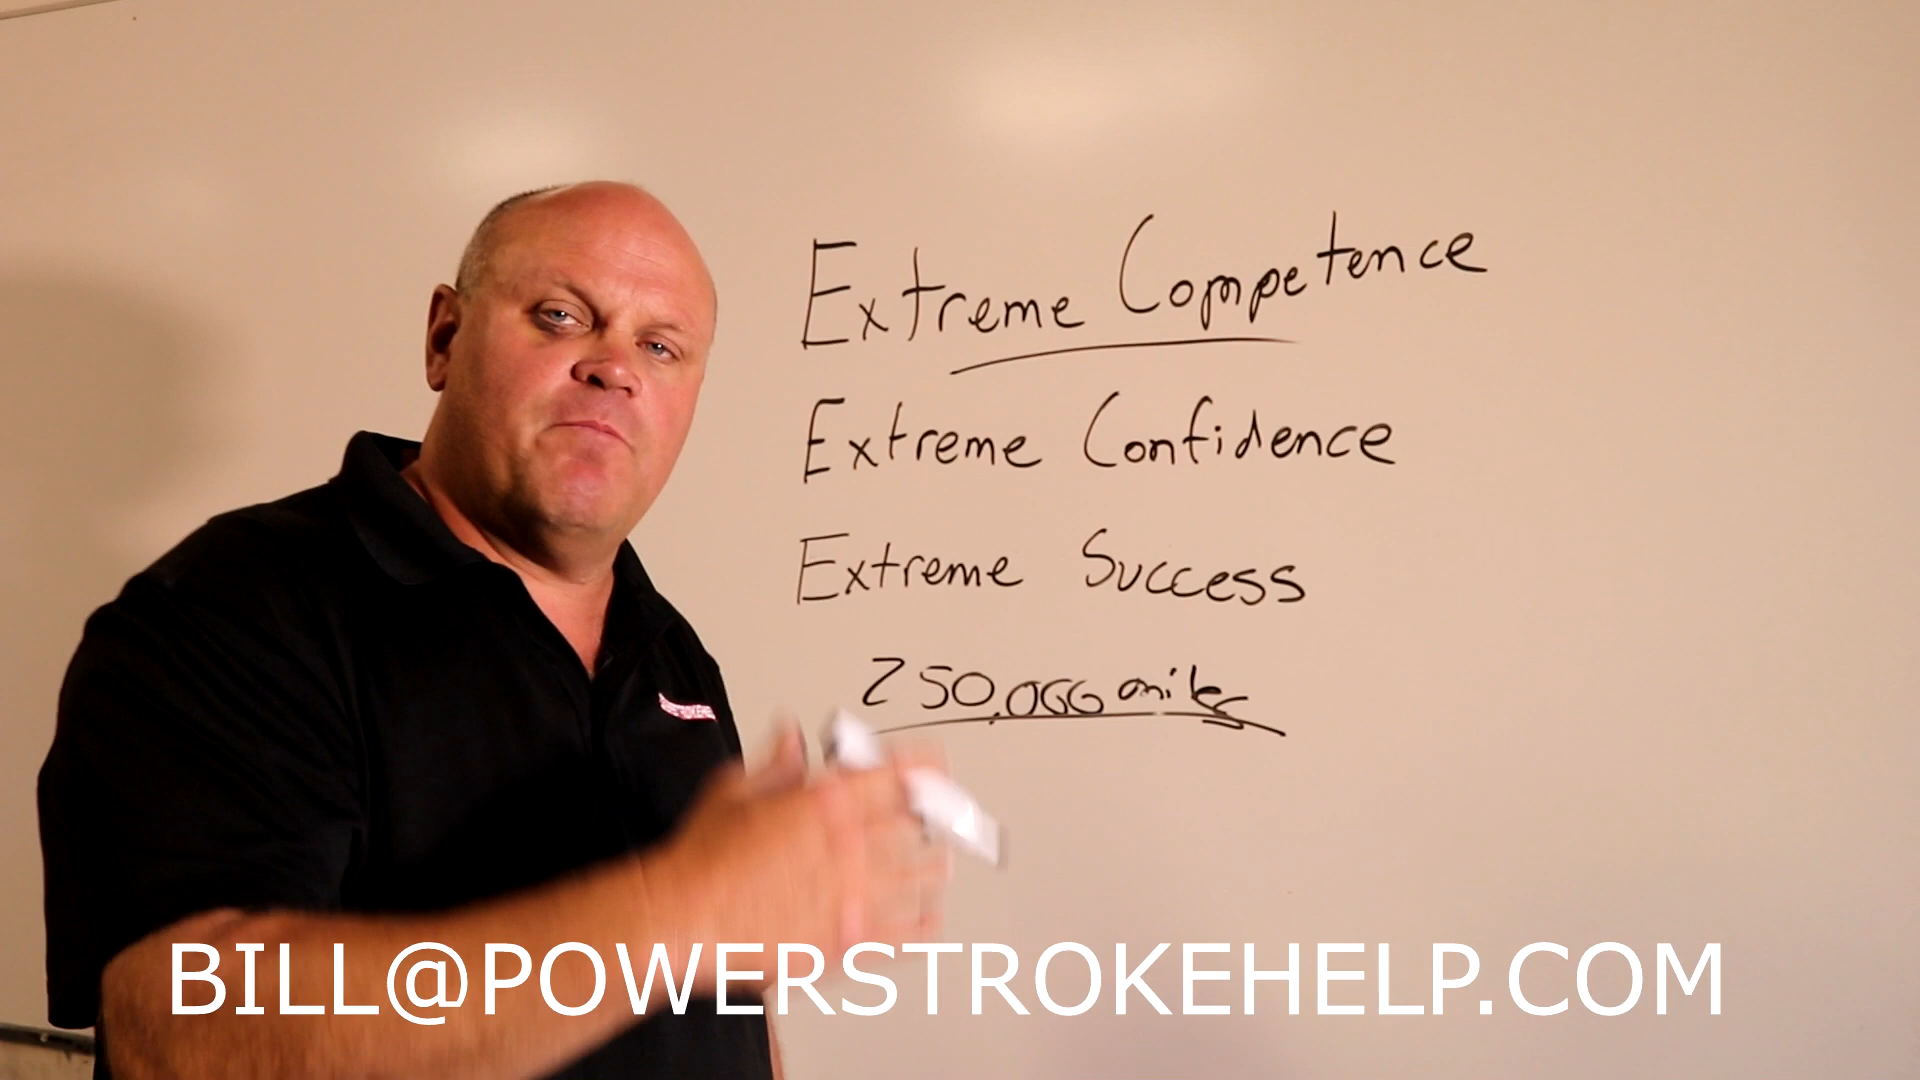 Extreme Competence
Extreme Confidence
Extreme Success
250,000 miles
BILL@POWERSTROKEHELP.COM